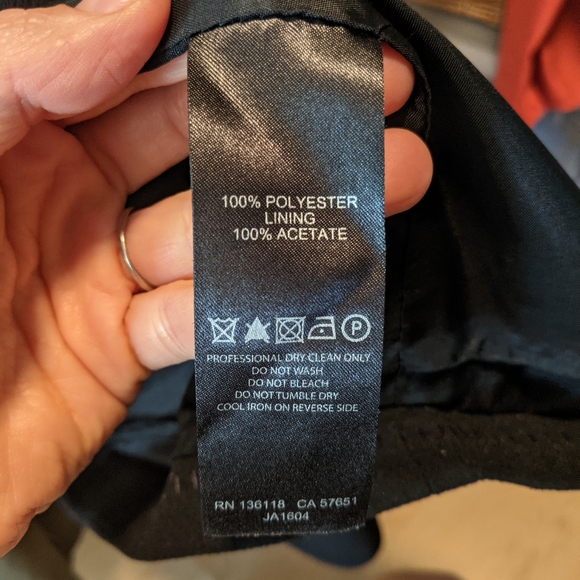 100% POLYESTER
LINING
100% ACETATE
P
PROFESSIONAL DRY CLEAN ONLY
DO NOT WASH
DO NOT BLEACH
DO NOT TUMBLE DRY
COOL IRON ON REVERSE SIDE
RN 136118 CA 57651
JA1604